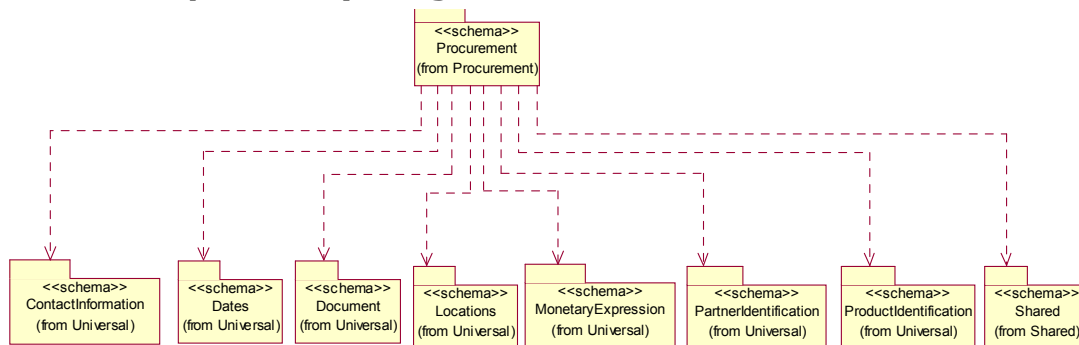 <<schema>>
Procurement
(from Procurement)
<<schema>>
ContactInformation
(from Universal)
<<schema>>
Dates
(from Universal)
<<schema>>
Document
(from Universal)
<<schema>>
Locations
(from Universal)
<<schema>>
MonetaryExpression
(from Universal)
<<schema>>
PartnerIdentification
(from Universal)
<<schema>>
ProductIdentification
(from Universal)
<<schema>>
Shared
(from Shared)